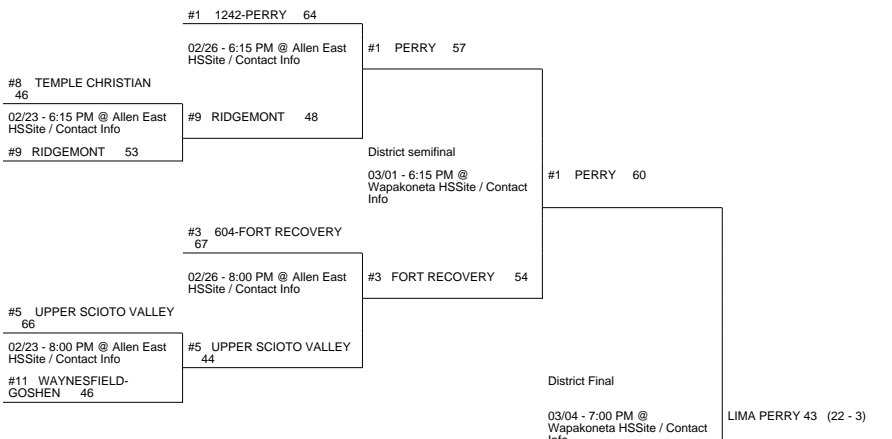 #1 1242-PERRY 64
02/26 - 6:15 PM @ Allen East
HSSite / Contact Info
#1 PERRY 57
#8 TEMPLE CHRISTIAN
46
02/23 - 6:15 PM @ Allen East
HSSite / Contact Info
#9 RIDGEMONT 48
#9 RIDGEMONT 53
District semifinal
03/01 - 6:15 PM @
Wapakoneta HSSite / Contact
Info
#1 PERRY 60
#3 604-FORT RECOVERY
67
02/26 - 8:00 PM @ Allen East
HSSite / Contact Info
#3 FORT RECOVERY 54
#5 UPPER SCIOTO VALLEY
66
02/23 - 8:00 PM @ Allen East
HSSite / Contact Info
#5 UPPER SCIOTO VALLEY
44
#11 WAYNESFIELD-
GOSHEN 46
District Final
03/04 - 7:00 PM @
Wapakoneta HSSite / Contact
Info
LIMA PERRY 43 (22 - 3)